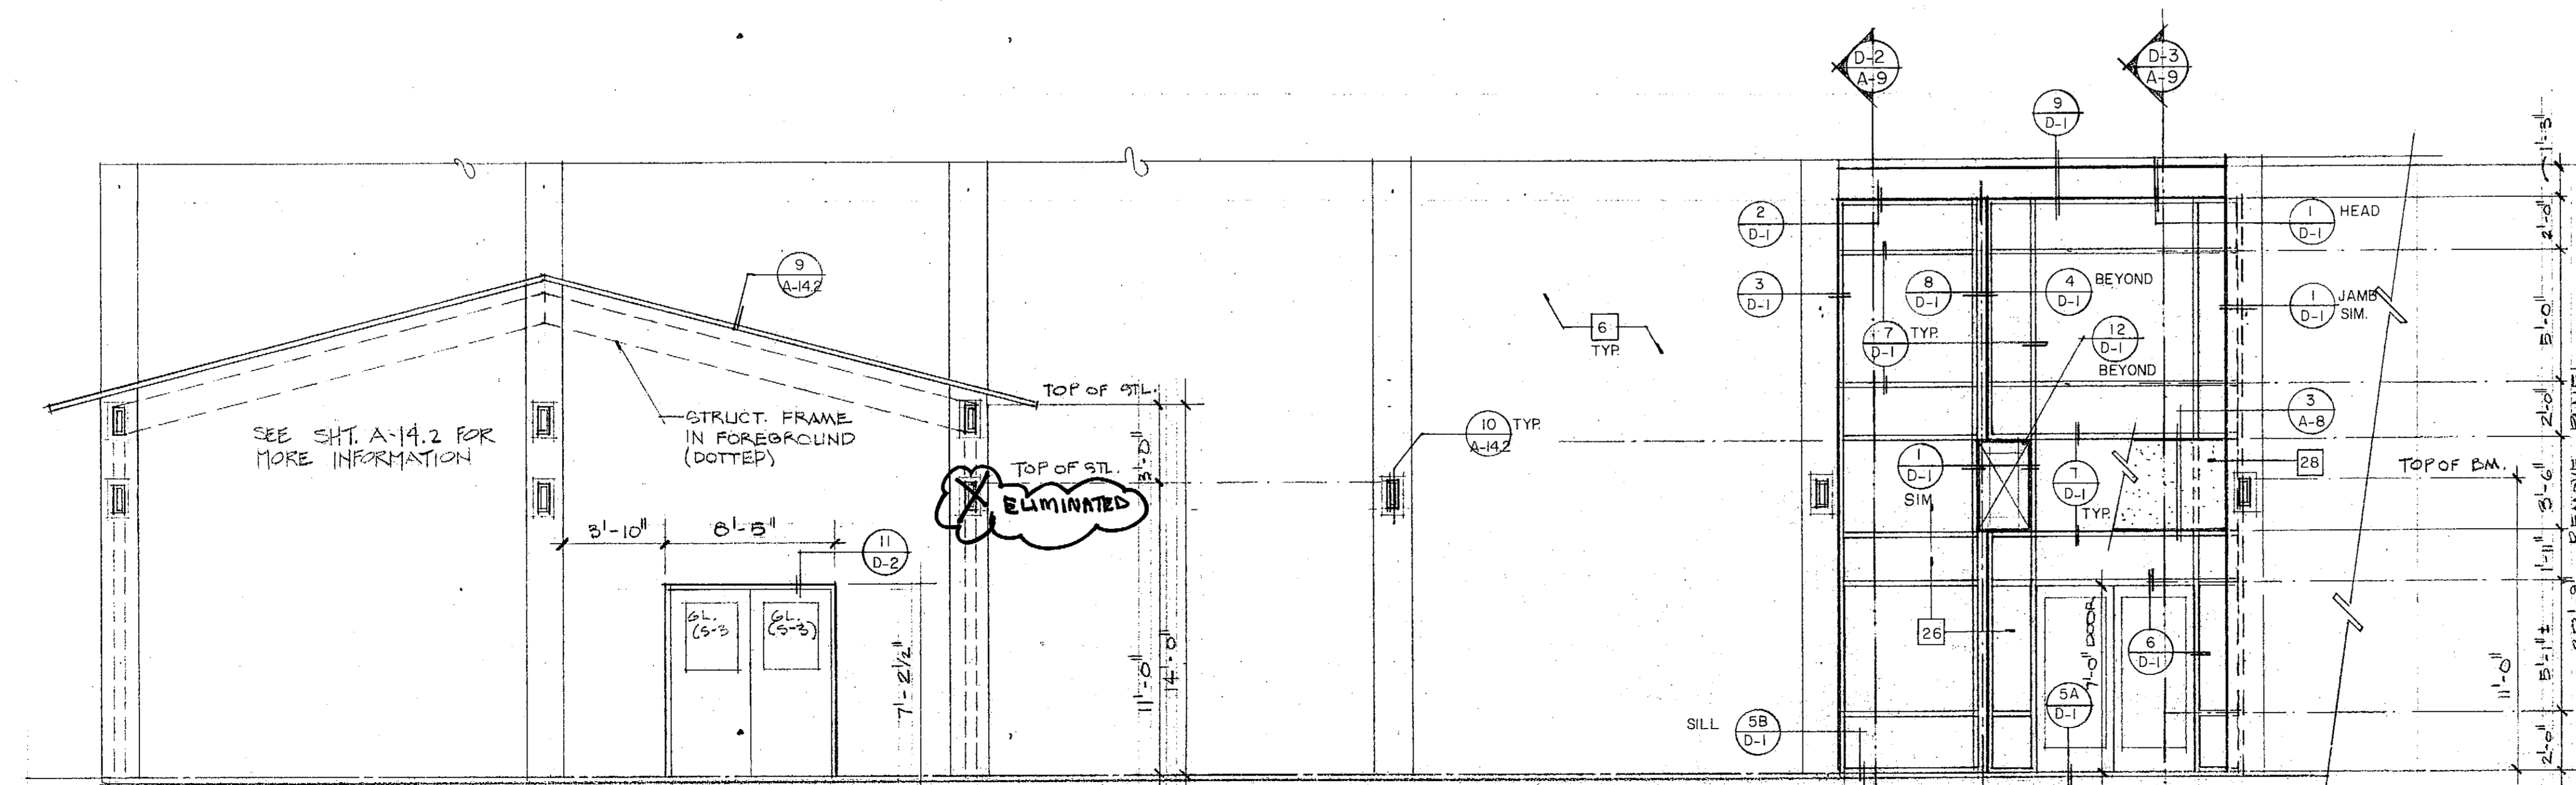 D-2
A-9
D-3
A-9
9
D-1
1'-3"
2
D-1
1
D-1
HEAD
2'-0"
9
A-14.2
3
D-1
8
D-1
4
D-1
BEYOND
1
D-1
JAMB
SIM.
5'-0"
6
TYP.
7
D-1
TYP.
12
D-1
BEYOND
TOP OF STL.
STRUCT. FRAME
IN FOREGROUND
(DOTTED)
SEE SHT. A-14.2 FOR
MORE INFORMATION
10
A-14.2
TYP.
3
A-8
2'-0"
TOP OF STL.
3'-0"
ELIMINATED
1
D-1
SIM
7
D-1
TYP.
28
TOP OF BM.
3'-6"
3'-10"
8'-5"
11
D-2
1'-11"
GL.
(S-3
GL.
(S-3)
7'-2 1/2"
11'-0"
14'-0"
26
7'-0" DOOR
6
D-1
5'-1" ±
11'-0"
SILL
5B
D-1
5A
D-1
2'-0"